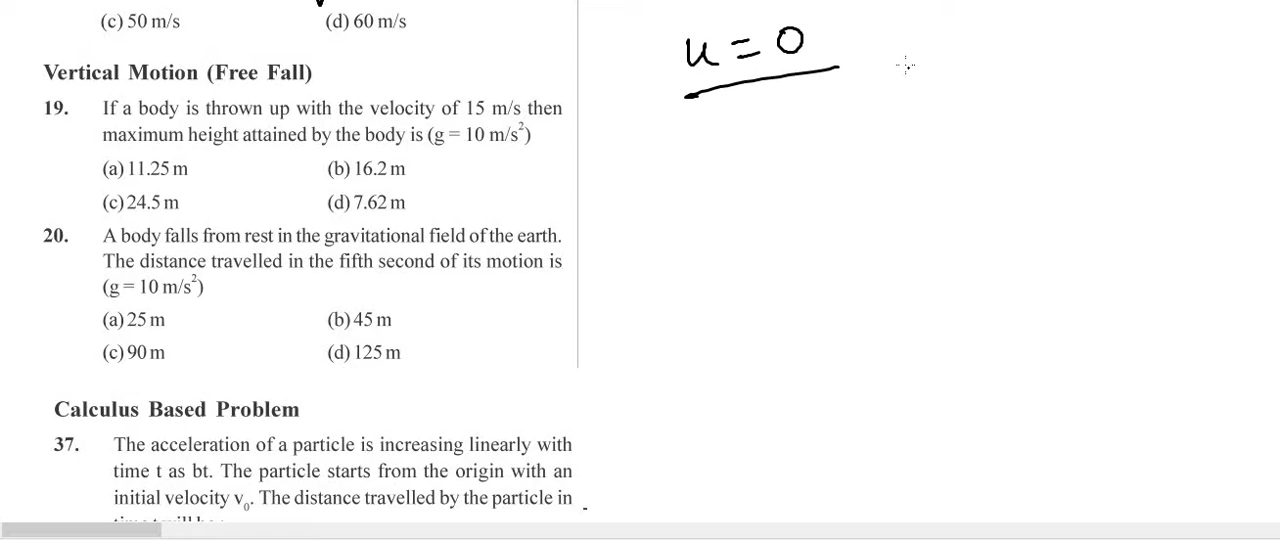 (c) 50 m/s (d) 60 m/s
u = 0
Vertical Motion (Free Fall)
19. If a body is thrown up with the velocity of 15 m/s then
maximum height attained by the body is (g = 10 m/s²)
(a) 11.25 m (b) 16.2 m
(c) 24.5 m (d) 7.62 m
20. A body falls from rest in the gravitational field of the earth.
The distance travelled in the fifth second of its motion is
(g = 10 m/s²)
(a) 25 m (b) 45 m
(c) 90 m (d) 125 m
Calculus Based Problem
37. The acceleration of a particle is increasing linearly with
time t as bt. The particle starts from the origin with an
initial velocity v₀. The distance travelled by the particle in